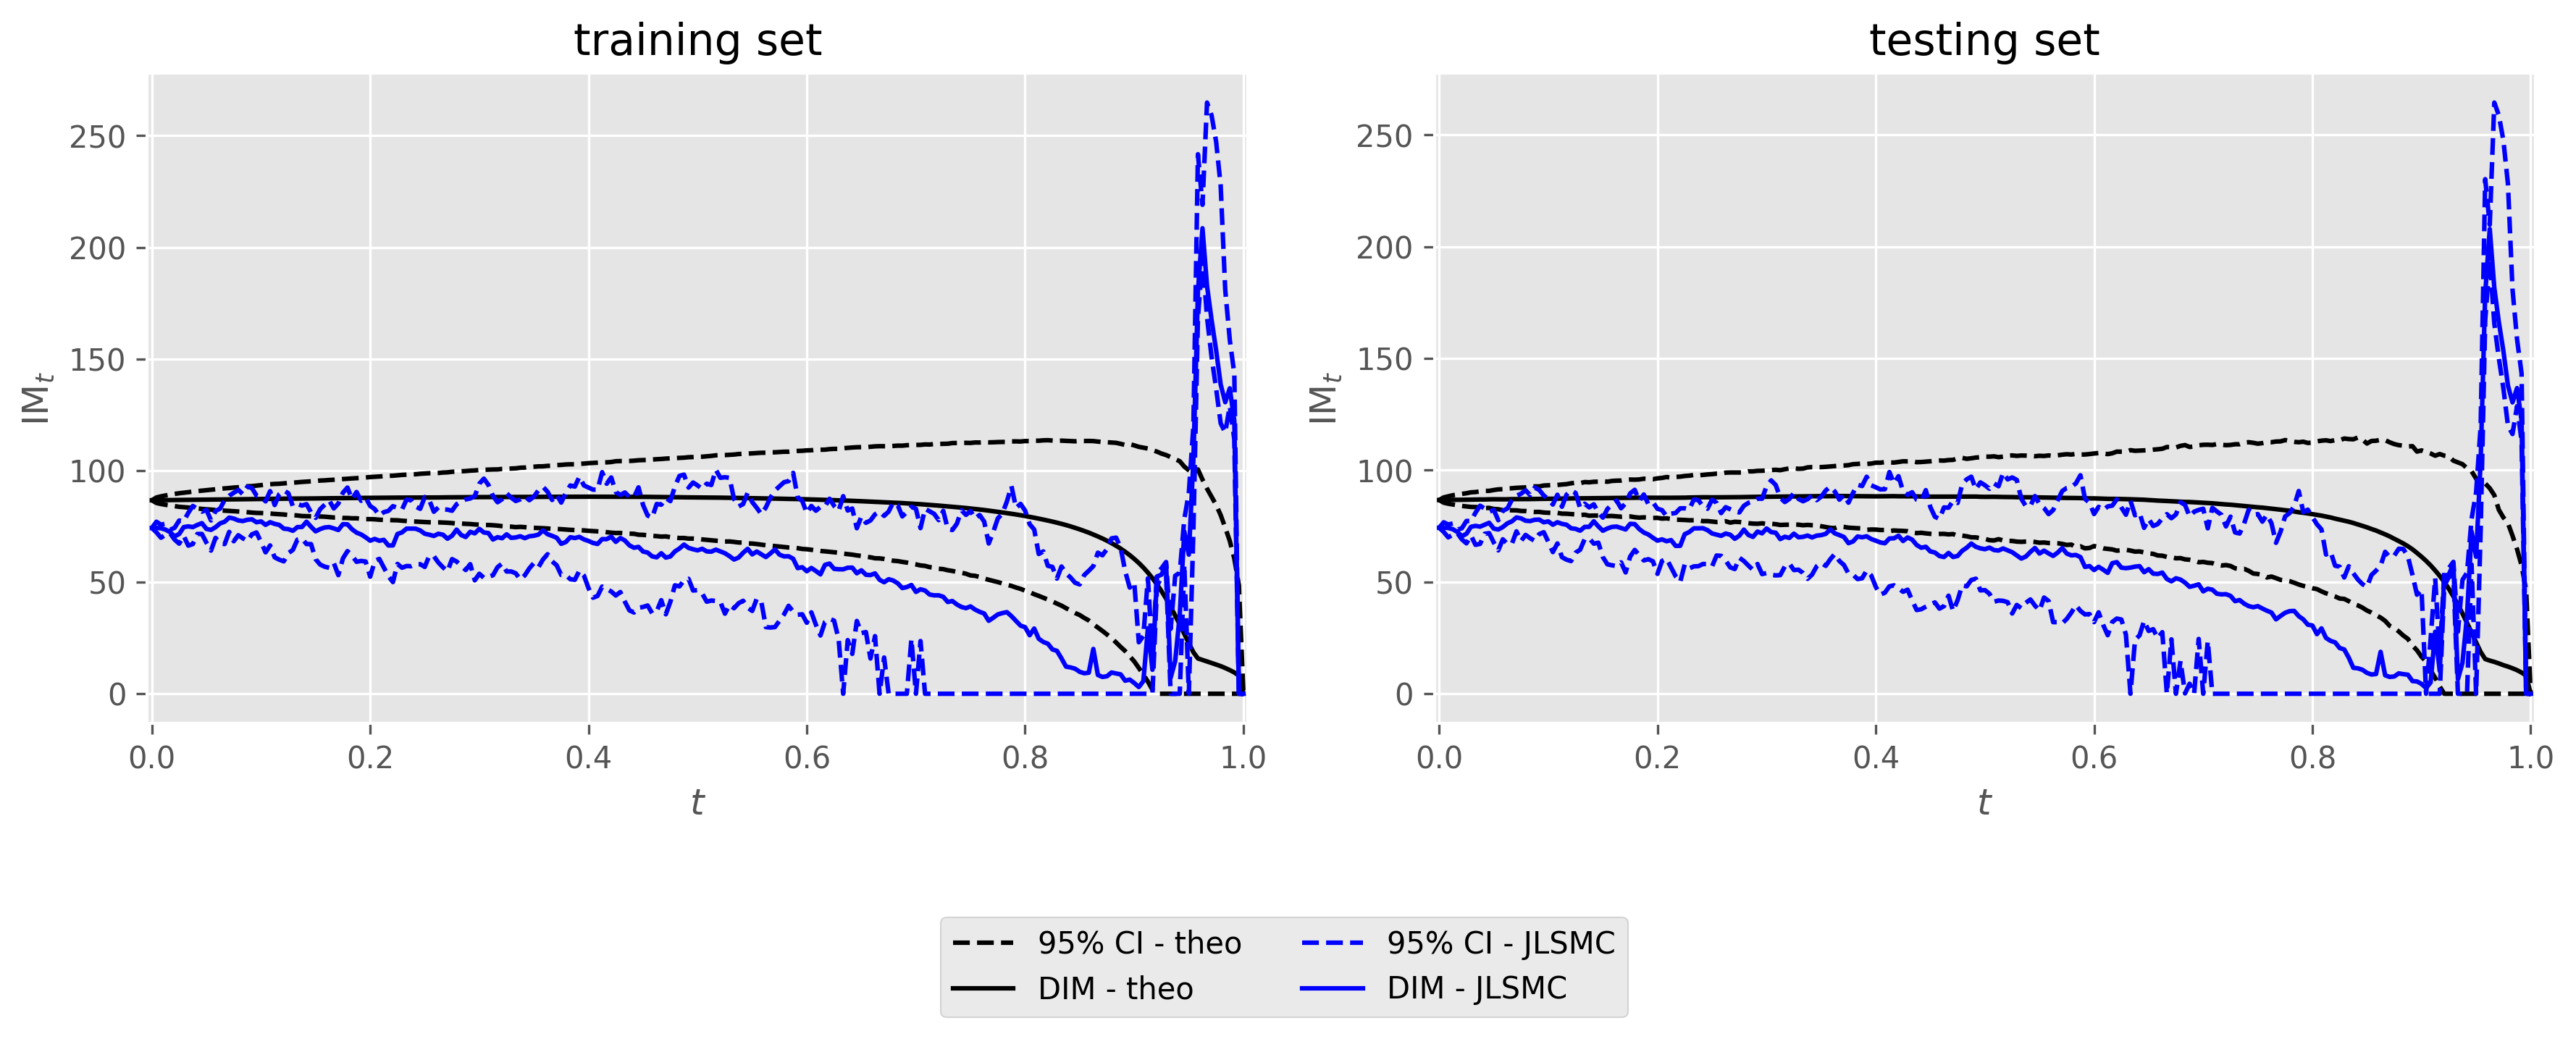 training set
testing set
250
200
150
100
50
0
IMt
0.0 0.2 0.4 0.6 0.8 1.0
t
250
200
150
100
50
0
IMt
0.0 0.2 0.4 0.6 0.8 1.0
t
95% CI - theo
DIM - theo
95% CI - JLSMC
DIM - JLSMC